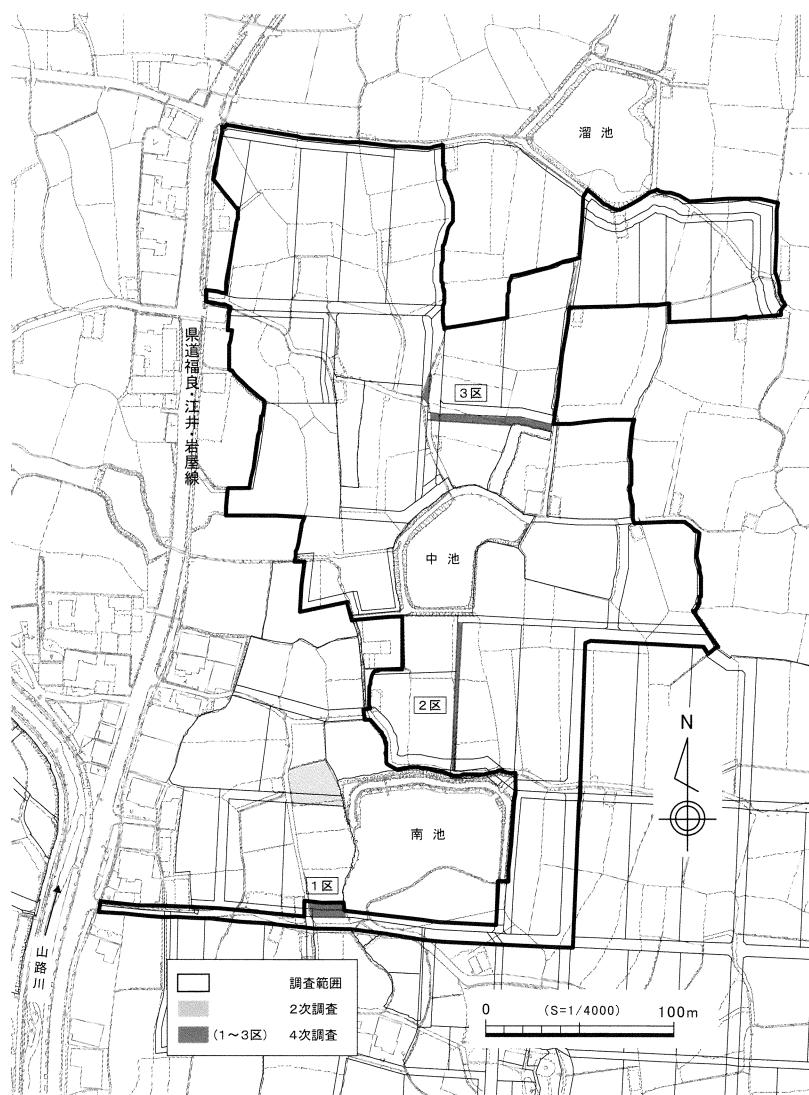 溜池
県道福良・江井・岩屋線
3区
中池
2区
N
南池
1区
山路川
調査範囲
2次調査
(1〜3区) 4次調査
0 (S=1/4000) 100m